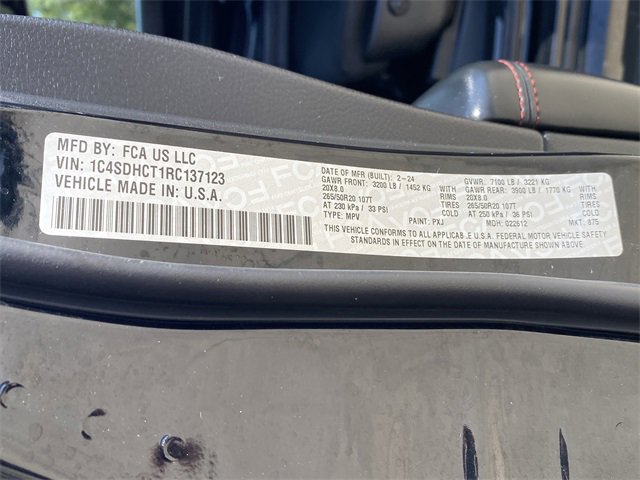 MFD BY: FCA US LLC
VIN: 1C4SDHCT1RC137123
VEHICLE MADE IN U.S.A.
DATE OF MFR (BUILT): 2-24 GVWR: 7100 LB / 3221 KG
GAWR FRONT: 3200 LB / 1452 KG GAWR REAR: 3900 LB / 1770 KG
20X8.0 RIMS 20X8.0 RIMS
265/50R20 107T TIRES 265/50R20 107T TIRES
AT 230 kPa / 33 PSI COLD AT 250 kPa / 36 PSI COLD
TYPE: MPV PAINT: PXJ MDH: 022612 MKT: 875
THIS VEHICLE CONFORMS TO ALL APPLICABLE U.S.A. FEDERAL MOTOR VEHICLE SAFETY
STANDARDS IN EFFECT ON THE DATE OF MANUFACTURE SHOWN ABOVE.